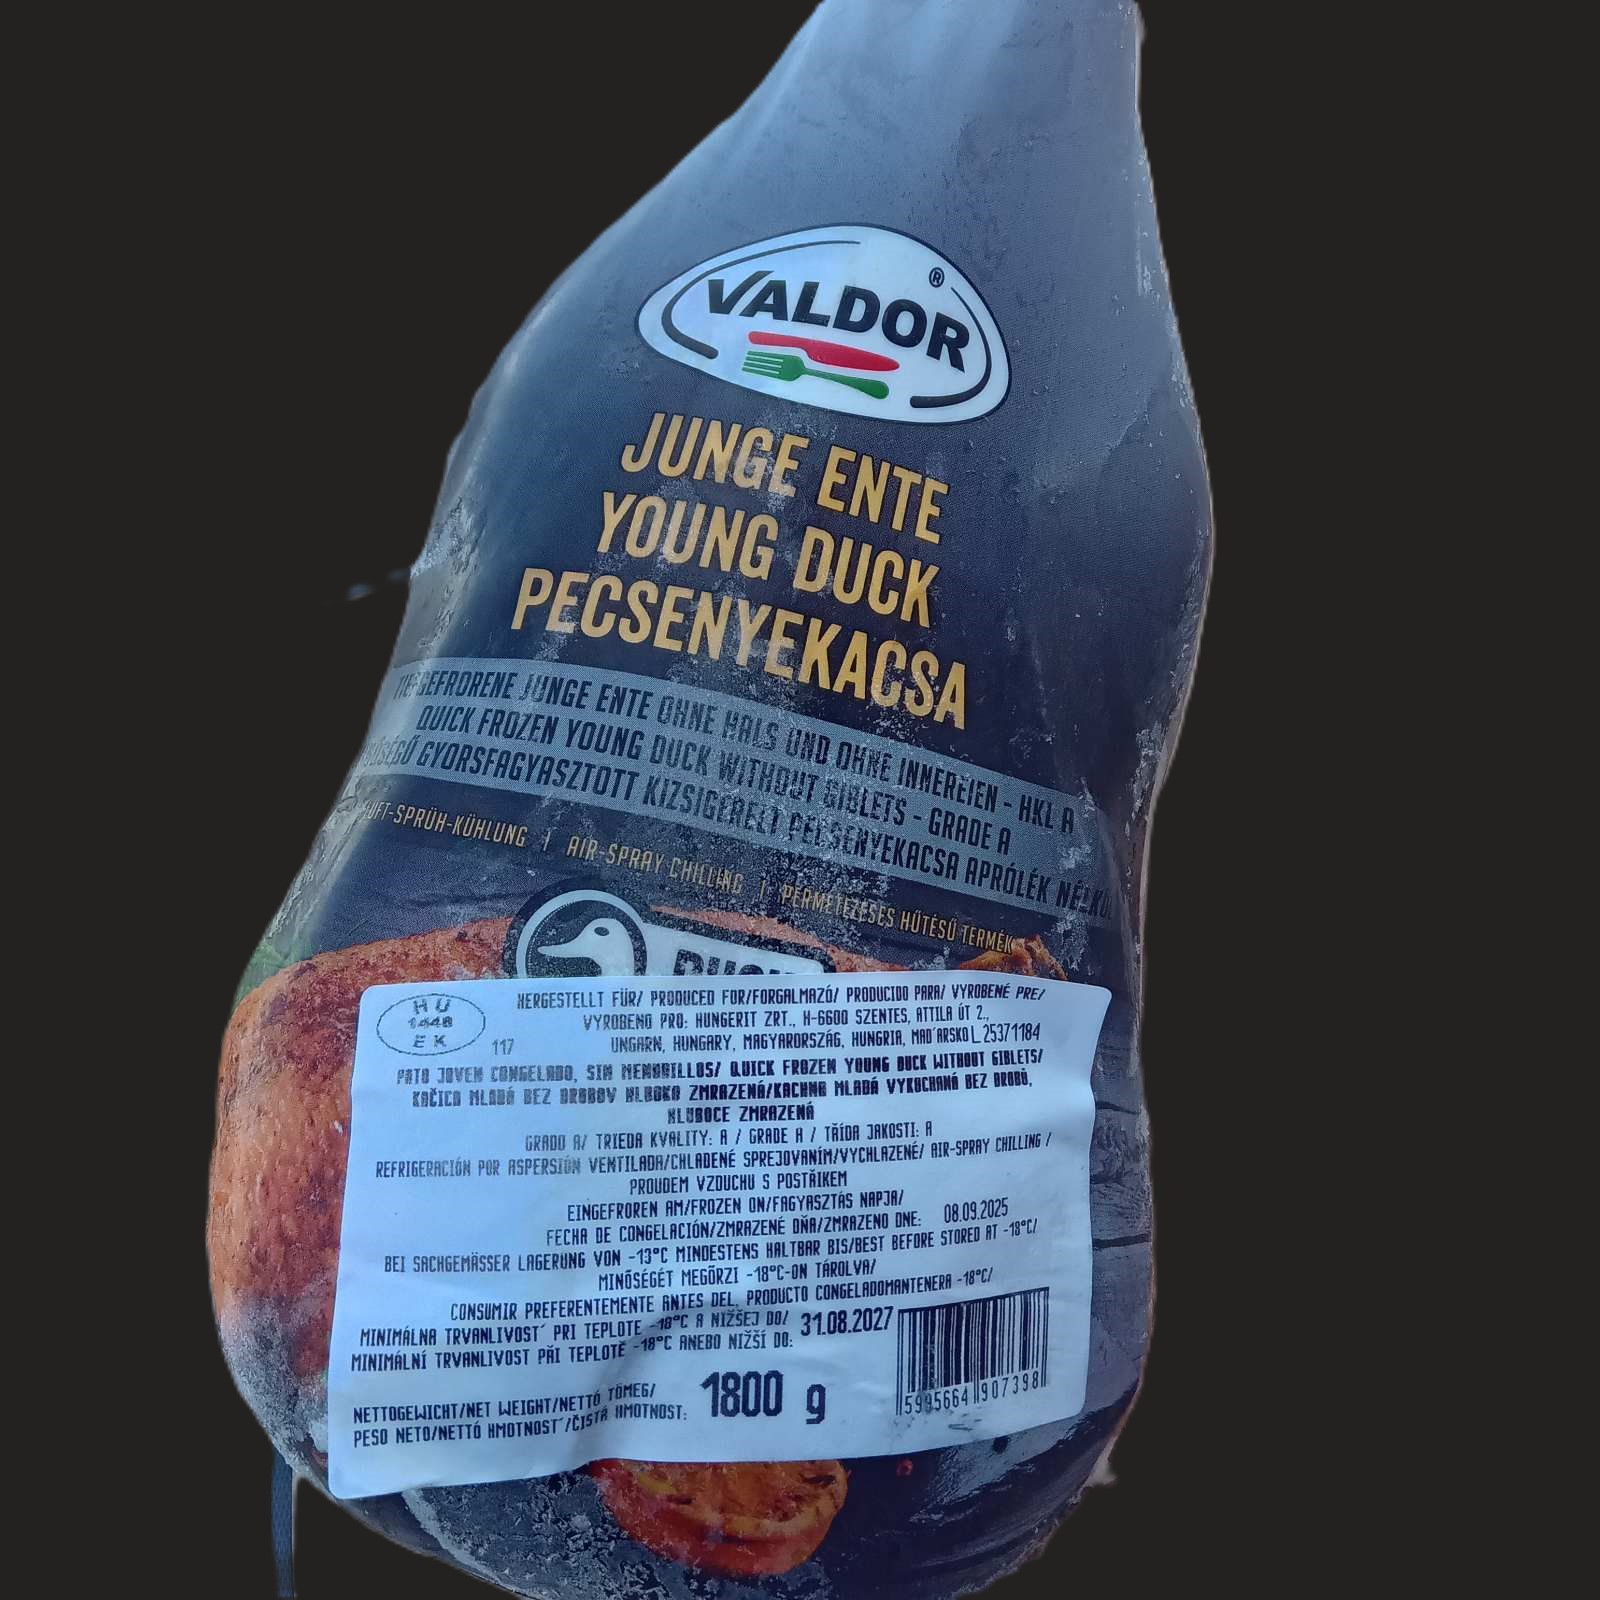 VALDOR ®
JUNGE ENTE
YOUNG DUCK
PECSENYEKACSA
TIEFGEFRORENE JUNGE ENTE OHNE HALS UND OHNE INNEREIEN - HKL A
QUICK FROZEN YOUNG DUCK WITHOUT GIBLETS - GRADE A
GYORSFAGYASZTOTT KIZSIGERELT PECSENYEKACSA APRÓLÉK NÉLKÜL
LUFT-SPRÜH-KÜHLUNG | AIR-SPRAY CHILLING | PERMETEZÉSES HŰTÉSŰ TERMÉK
HU
1448
EK
117
HERGESTELLT FÜR/ PRODUCED FOR/FORGALMAZÓ/ PRODUCIDO PARA/ VYROBENÉ PRE/
VYROBENO PRO: HUNGERIT ZRT., H-6600 SZENTES, ATTILA ÚT 2.,
UNGARN, HUNGARY, MAGYARORSZÁG, HUNGRIA, MAĎARSKO L 25371184
PATO JOVEN CONGELADO, SIN MENUDILLOS/ QUICK FROZEN YOUNG DUCK WITHOUT GIBLETS/
KAČICA MLADÁ BEZ DROBOV HLBOKO ZMRAZENÁ/KACHNA MLADÁ VYKUCHANÁ BEZ DROBŮ,
HLUBOCE ZMRAZENÁ
GRADO A/ TRIEDA KVALITY: A / GRADE A / TŘÍDA JAKOSTI: A
REFRIGERACIÓN POR ASPERSIÓN VENTILADA/CHLADENÉ SPREJOVANÍM/VYCHLAZENÉ/ AIR-SPRAY CHILLING /
PROUDEM VZDUCHU S POSTŘIKEM
EINGEFROREN AM/FROZEN ON/FAGYASZTÁS NAPJA/
FECHA DE CONGELACIÓN/ZMRAZENÉ DŇA/ZMRAZENO DNE: 08.09.2025
BEI SACHGEMÄSSER LAGERUNG VON -18°C MINDESTENS HALTBAR BIS/BEST BEFORE STORED AT -18°C/
MINŐSÉGÉT MEGŐRZI -18°C-ON TÁROLVA/
CONSUMIR PREFERENTEMENTE ANTES DEL, PRODUCTO CONGELADOMANTENERA -18°C/
MINIMÁLNA TRVANLIVOST´ PRI TEPLOTE -18°C A NIŽŠEJ DO/ 31.08.2027
MINIMÁLNÍ TRVANLIVOST PŘI TEPLOTĚ -18°C ANEBO NIŽŠÍ DO:
NETTOGEWICHT/NET WEIGHT/NETTÓ TÖMEG/ 1800 g
PESO NETO/NETTÓ HMOTNOST´/ČISTÁ HMOTNOST:
5995664 907398